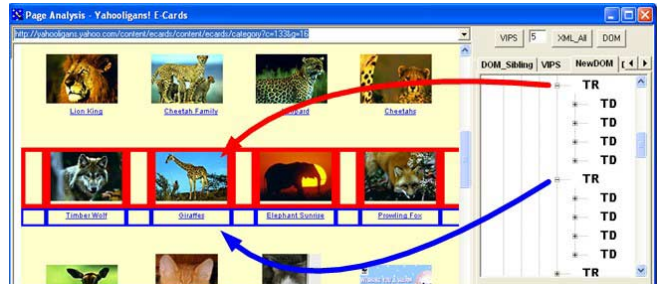 Page Analysis - Yahooligans! E-Cards
http://yahooligans.yahoo.com/content/ecards/content/ecards/category?c=133&g=16
VIPS 5 XML_All DOM
DOM_Sibling VIPS NewDOM
Lion King Cheetah Family Leopard Cheetahs
Timber Wolf Giraffes Elephant Sunrise Prowling Fox
TR
TD
TD
TD
TD
TR
TD
TD
TD
TD
TR